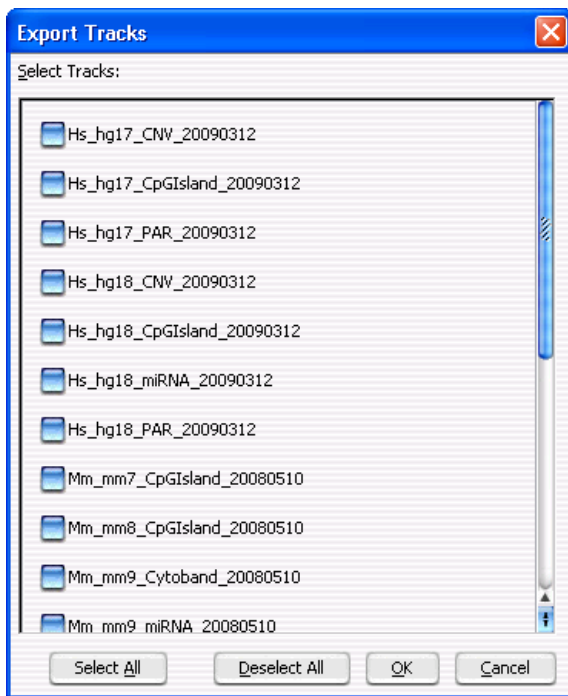 Export Tracks
Select Tracks:
Hs_hg17_CNV_20090312
Hs_hg17_CpGIsland_20090312
Hs_hg17_PAR_20090312
Hs_hg18_CNV_20090312
Hs_hg18_CpGIsland_20090312
Hs_hg18_miRNA_20090312
Hs_hg18_PAR_20090312
Mm_mm7_CpGIsland_20080510
Mm_mm8_CpGIsland_20080510
Mm_mm9_Cytoband_20080510
Mm_mm9_miRNA_20080510
Select All Deselect All OK Cancel